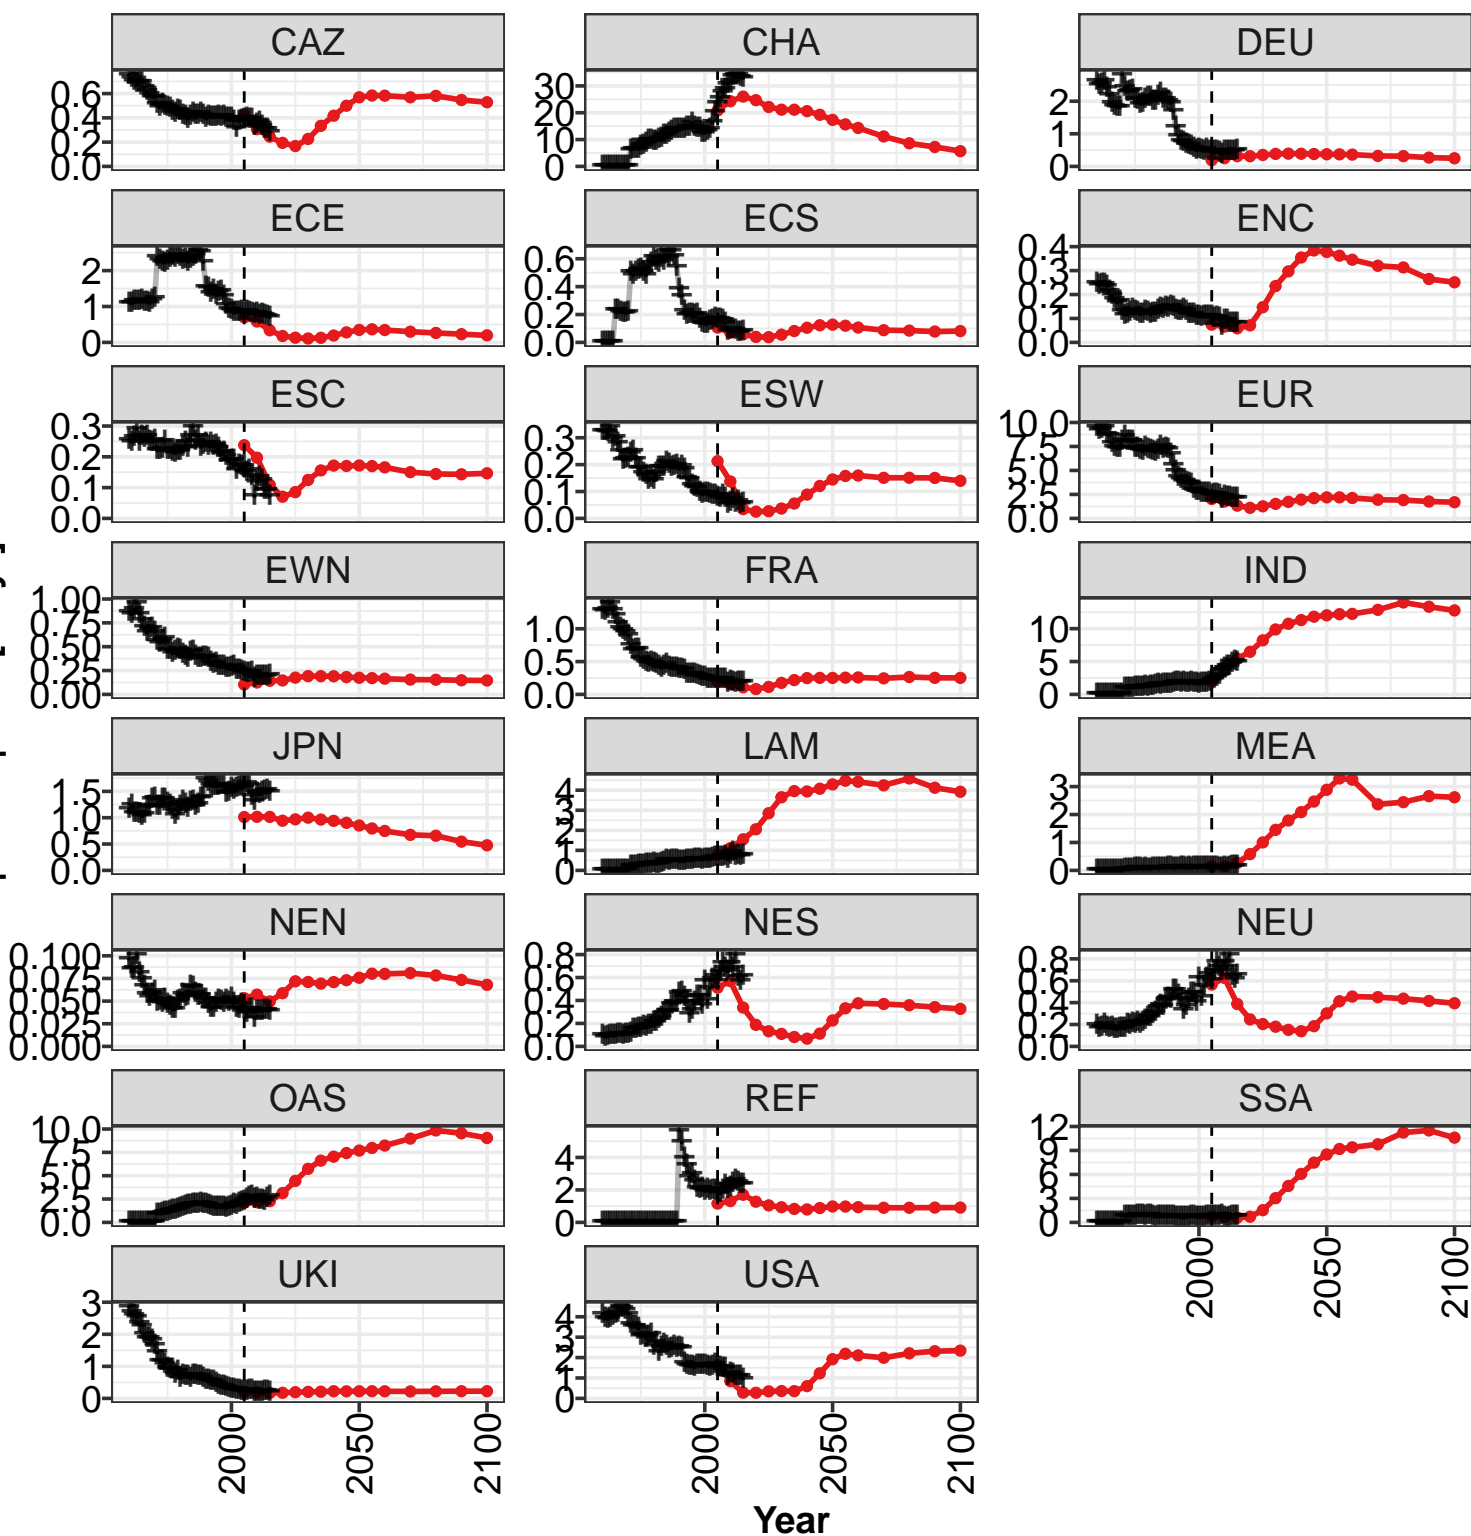 CAZ CHA DEU
0.6 0.4 0.2 0.0
30 20 10 0
2 1 0
ECE ECS ENC
2 1 0
0.6 0.4 0.2 0.0
0.4 0.3 0.2 0.1 0.0
ESC ESW EUR
0.3 0.2 0.1 0.0
0.3 0.2 0.1 0.0
10.0 7.5 5.0 2.5 0.0
EWN FRA IND
1.00 0.75 0.50 0.25 0.00
1.0 0.5 0.0
10 5 0
JPN LAM MEA
1.5 1.0 0.5 0.0
4 3 2 1 0
3 2 1 0
NEN NES NEU
0.100 0.075 0.050 0.025 0.000
0.8 0.6 0.4 0.2 0.0
0.8 0.6 0.4 0.2 0.0
OAS REF SSA
10.0 7.5 5.0 2.5 0.0
4 2 0
12 9 6 3 0
2000 2050 2100
UKI USA
3 2 1 0
4 3 2 1 0
2000 2050 2100
2000 2050 2100
Year